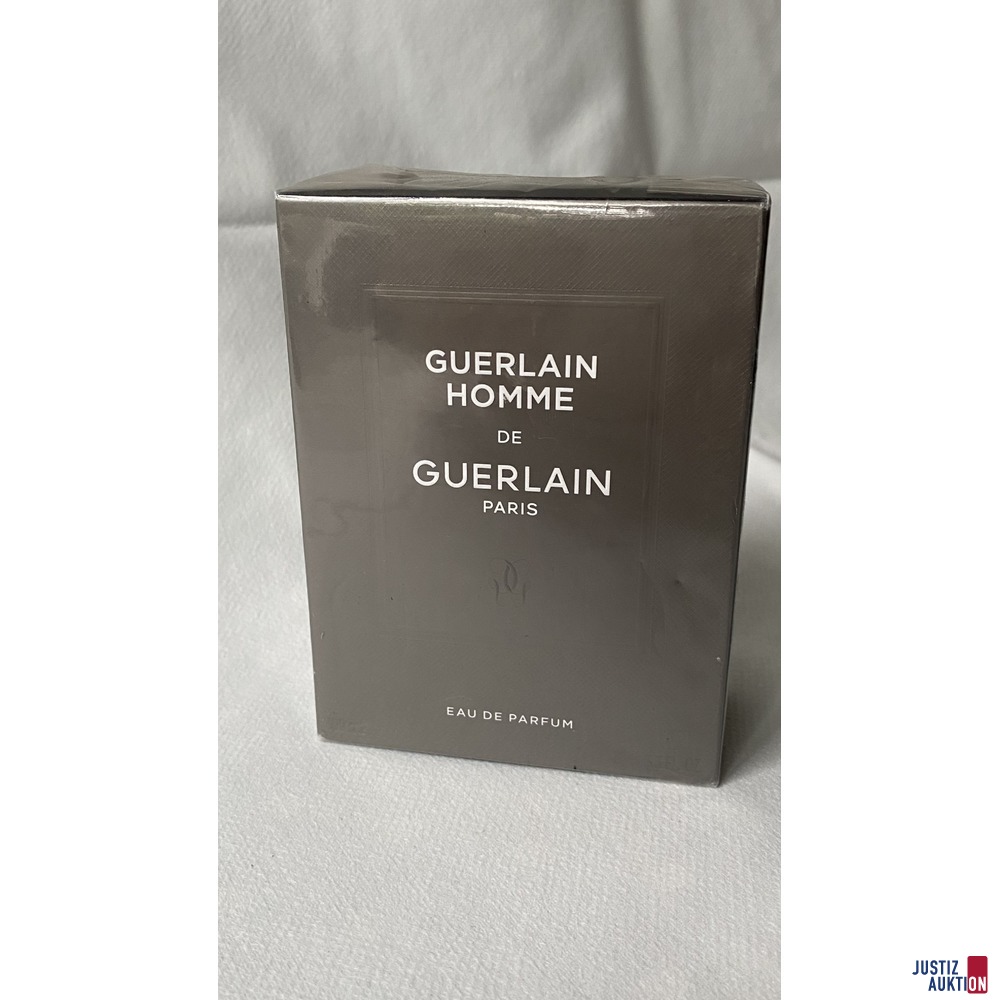 GUERLAIN
HOMME
DE
GUERLAIN
PARIS
EAU DE PARFUM
JUSTIZ
AUKTION